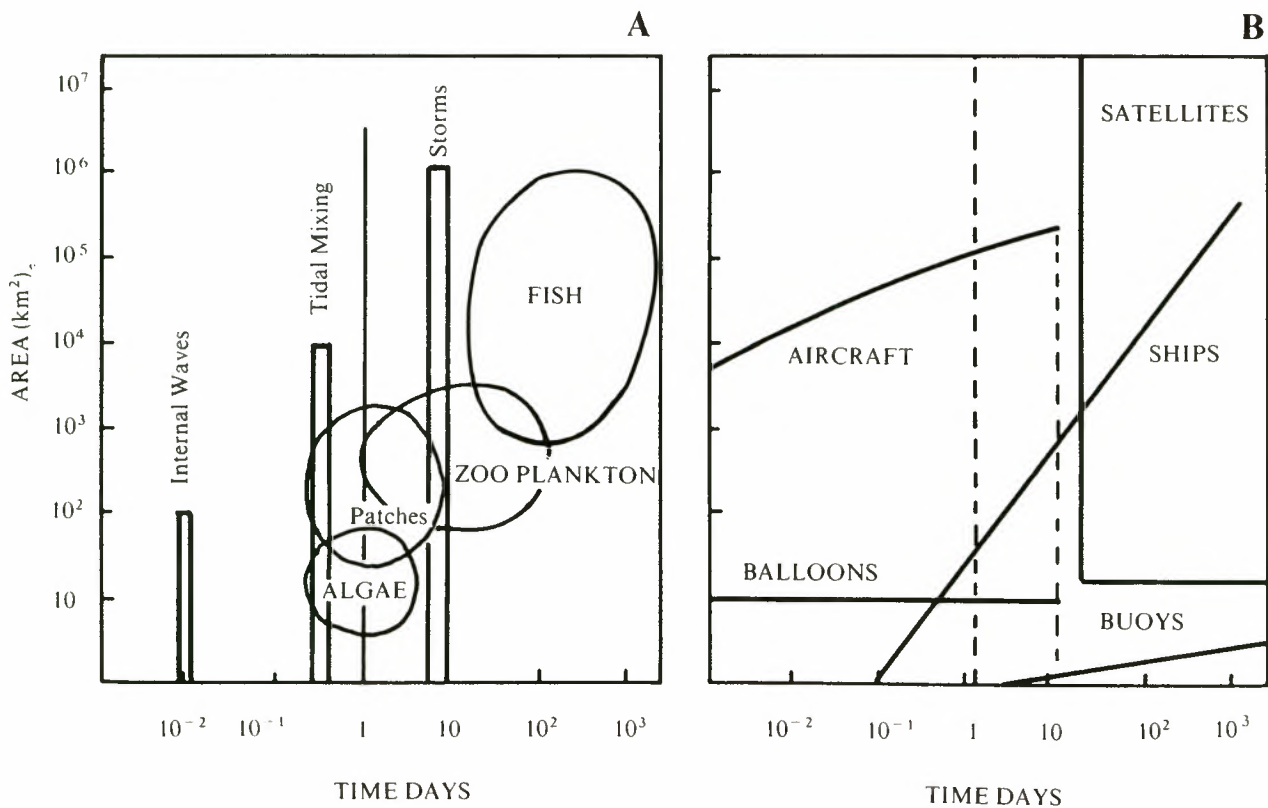 A
10⁷
10⁶
10⁵
10⁴
10³
10²
10
AREA (km²)
Internal Waves
Tidal Mixing
Storms
FISH
ZOO PLANKTON
Patches
ALGAE
10⁻² 10⁻¹ 1 10 10² 10³
TIME DAYS
B
SATELLITES
AIRCRAFT
SHIPS
BALLOONS
BUOYS
10⁻² 10⁻¹ 1 10 10² 10³
TIME DAYS